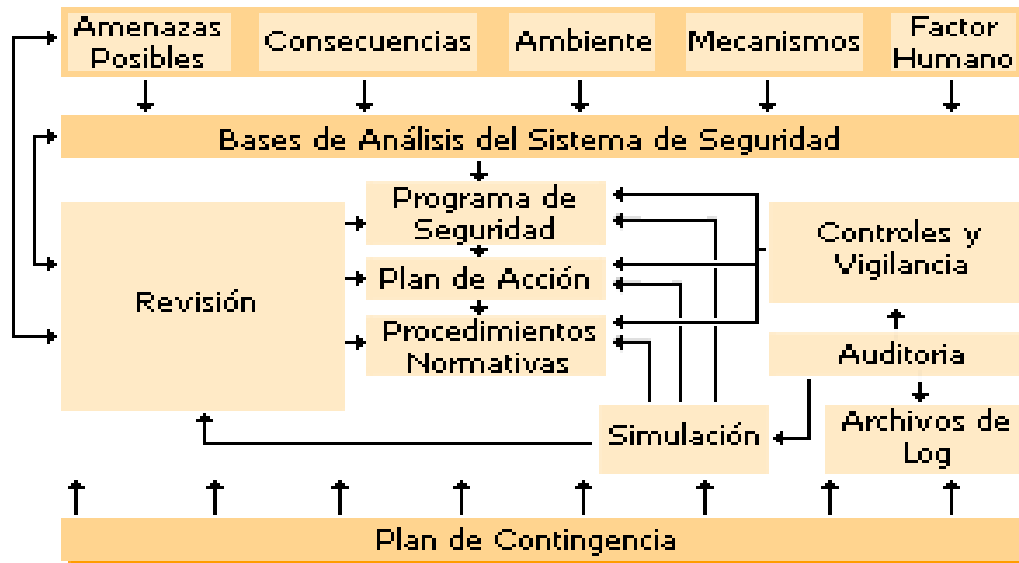 Amenazas
Posibles
Consecuencias
Ambiente
Mecanismos
Factor
Humano
Bases de Análisis del Sistema de Seguridad
Programa de
Seguridad
Plan de Acción
Procedimientos
Normativas
Revisión
Controles y
Vigilancia
Auditoria
Simulación
Archivos de
Log
Plan de Contingencia